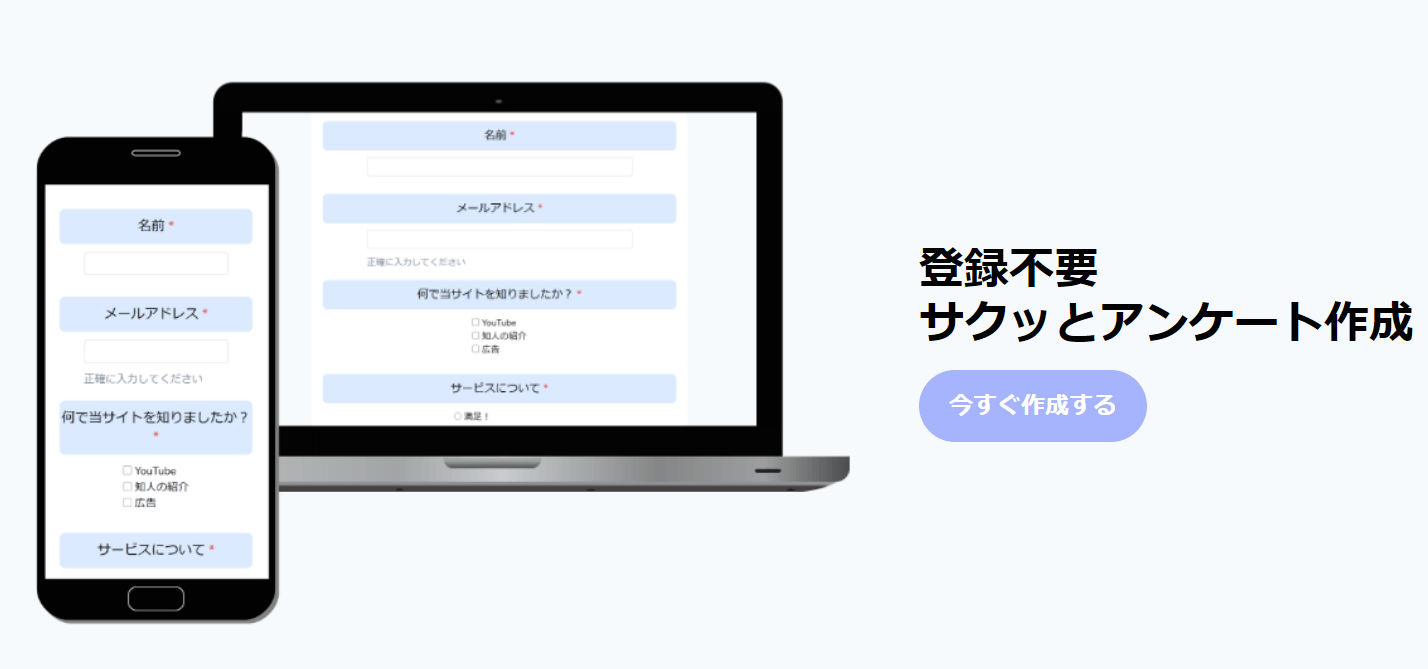 名前 *
メールアドレス *
正確に入力してください
何で当サイトを知りましたか？
*
YouTube
知人の紹介
広告
サービスについて *
名前 *
メールアドレス *
正確に入力してください
何で当サイトを知りましたか？ *
YouTube
知人の紹介
広告
サービスについて *
満足！
登録不要
サクッとアンケート作成
今すぐ作成する